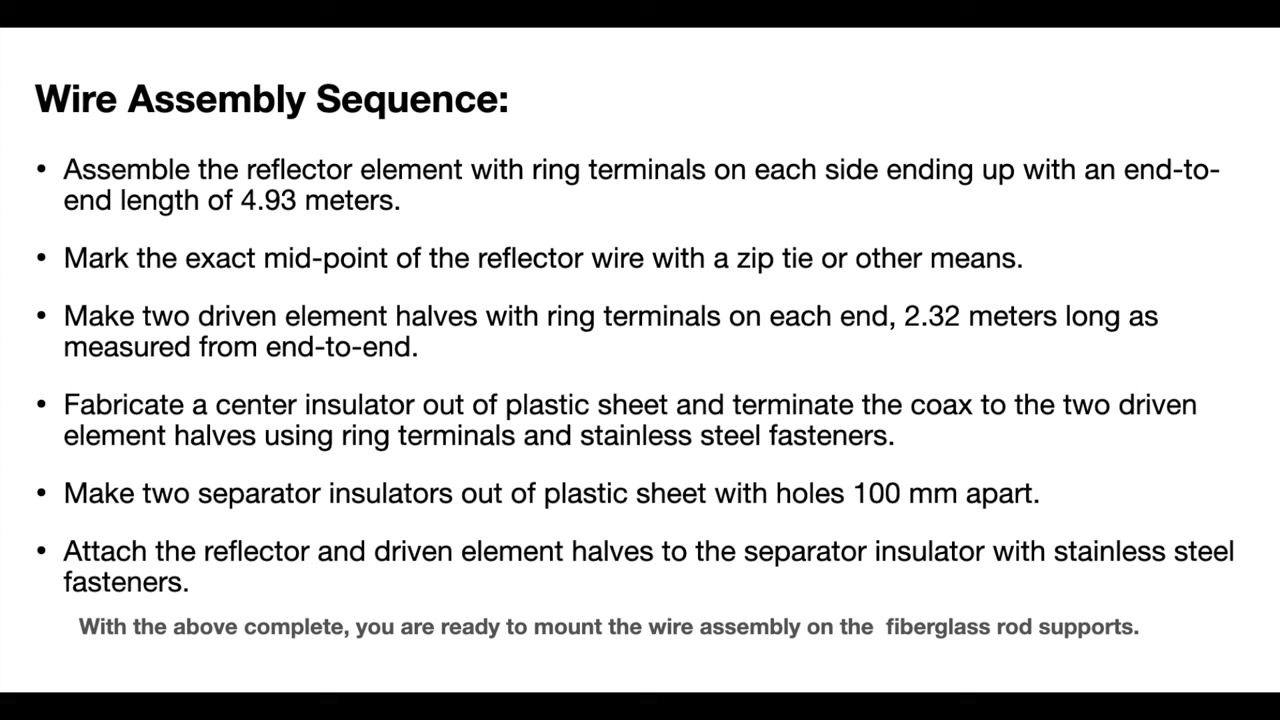 Wire Assembly Sequence:
• Assemble the reflector element with ring terminals on each side ending up with an end-to-
end length of 4.93 meters.
• Mark the exact mid-point of the reflector wire with a zip tie or other means.
• Make two driven element halves with ring terminals on each end, 2.32 meters long as
measured from end-to-end.
• Fabricate a center insulator out of plastic sheet and terminate the coax to the two driven
element halves using ring terminals and stainless steel fasteners.
• Make two separator insulators out of plastic sheet with holes 100 mm apart.
• Attach the reflector and driven element halves to the separator insulator with stainless steel
fasteners.
With the above complete, you are ready to mount the wire assembly on the  fiberglass rod supports.